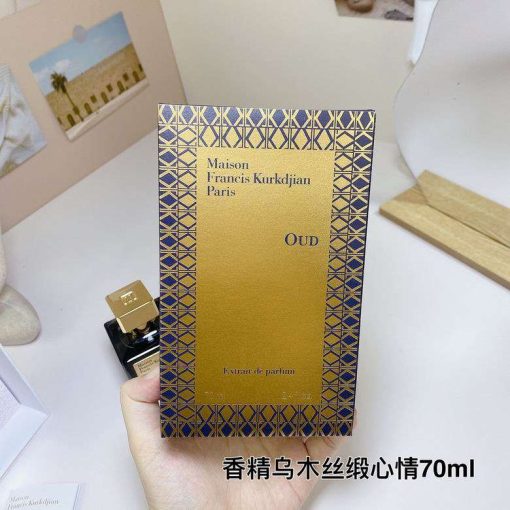 Maison
Francis Kurkdjian
Paris
OUD
Extrait de parfum
香精乌木丝缎心情70ml